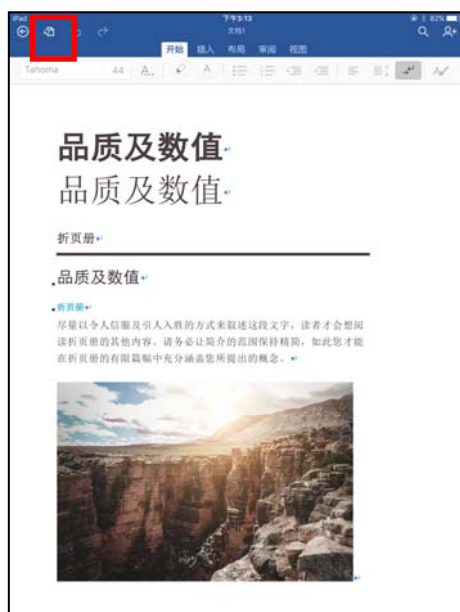 iPad 下午3:13 82%
文档1
开始 插入 布局 审阅 视图
Tahoma 44 A...
品质及数值
品质及数值
折页册
品质及数值
折页册
尽量以令人信服及引人入胜的方式来叙述这段文字，读者才会想阅
读折页册的其他内容。请务必让简介的范围保持精简，如此您才能
在折页册的有限篇幅中充分涵盖您所提出的概念。